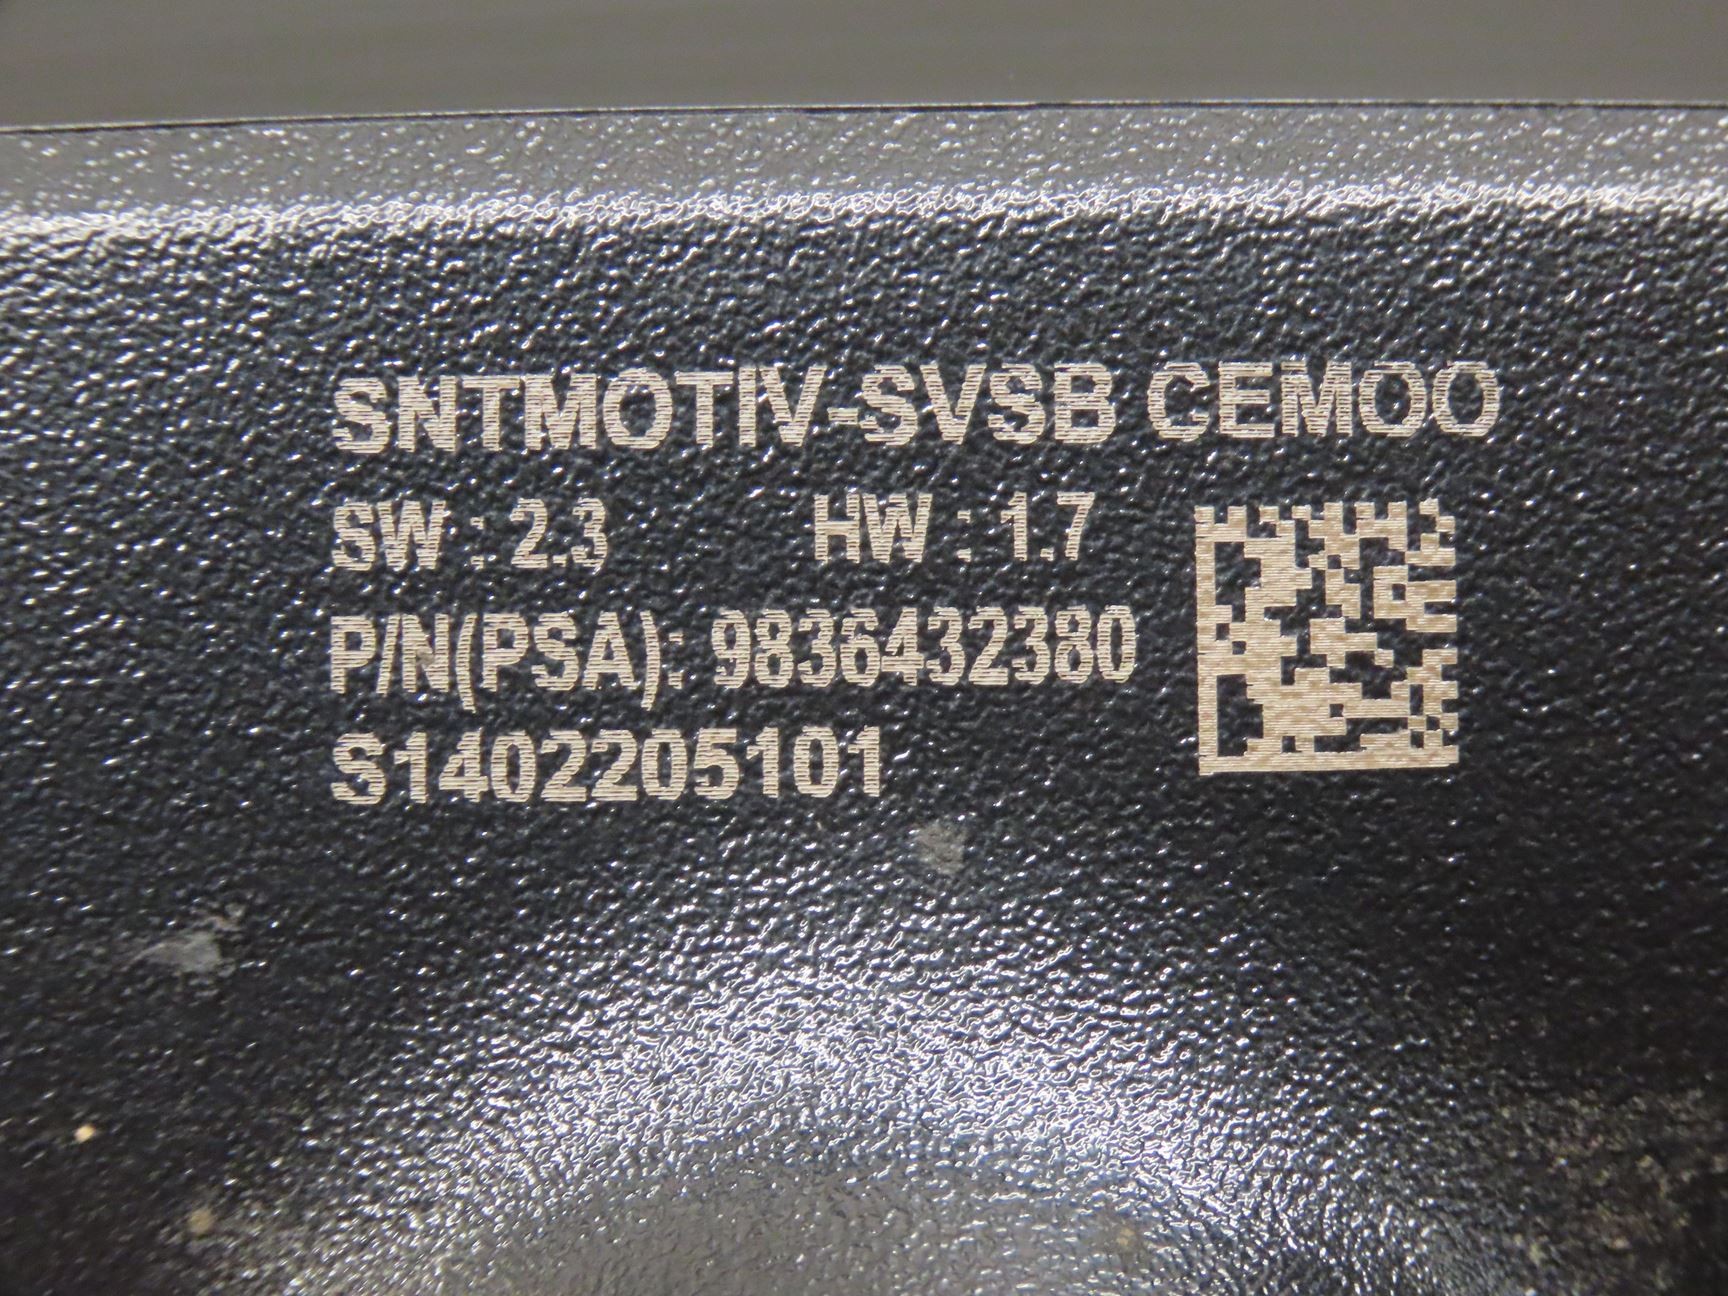 SNTMOTIV-SVSB CEMOO
SW : 2.3 HW : 1.7
P/N(PSA): 9836432380
S1402205101